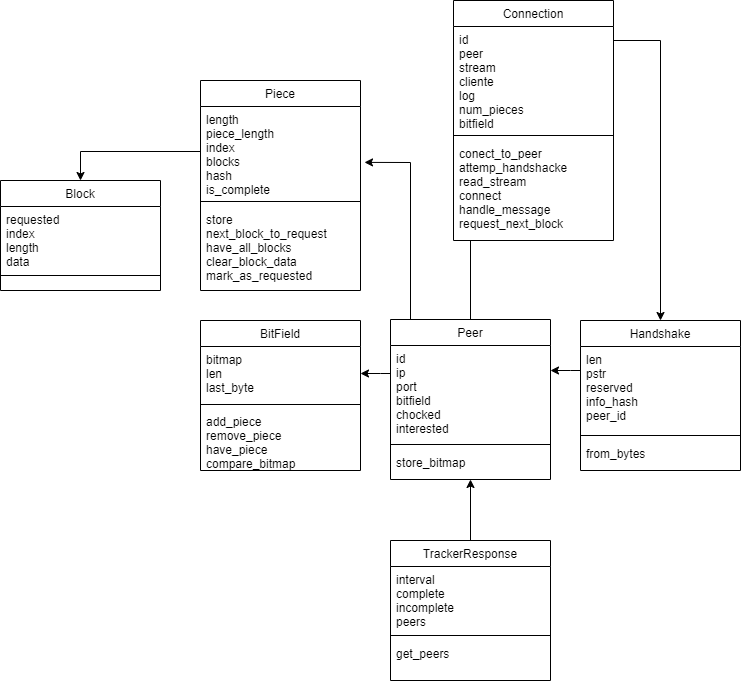 Connection
id
peer
stream
cliente
log
num_pieces
bitfield
conect_to_peer
attemp_handshacke
read_stream
connect
handle_message
request_next_block
Piece
length
piece_length
index
blocks
hash
is_complete
store
next_block_to_request
have_all_blocks
clear_block_data
mark_as_requested
Block
requested
index
length
data
BitField
bitmap
len
last_byte
add_piece
remove_piece
have_piece
compare_bitmap
Peer
id
ip
port
bitfield
chocked
interested
store_bitmap
Handshake
len
pstr
reserved
info_hash
peer_id
from_bytes
TrackerResponse
interval
complete
incomplete
peers
get_peers